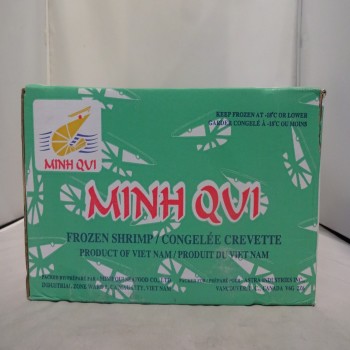 KEEP FROZEN AT -18°C OR LOWER
GARDER CONGELÉ À -18°C OU MOINS
MINH QUI
MINH QUI
FROZEN SHRIMP / CONGELÉE CREVETTE
PRODUCT OF VIET NAM / PRODUIT DU VIET NAM